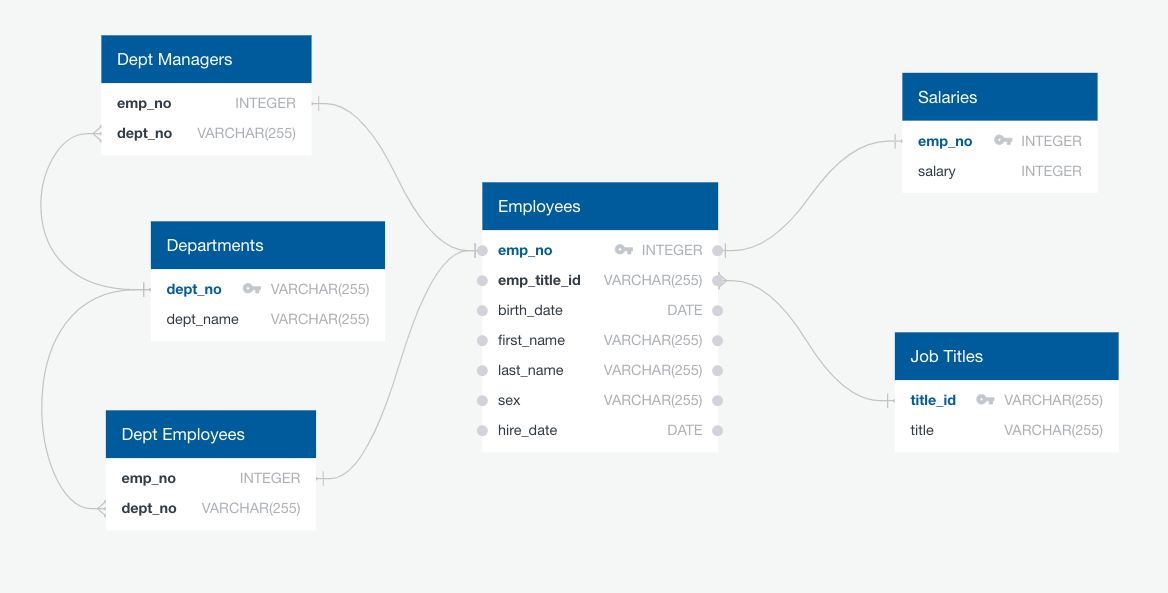 Dept Managers
emp_no INTEGER
dept_no VARCHAR(255)
Departments
dept_no VARCHAR(255)
dept_name VARCHAR(255)
Dept Employees
emp_no INTEGER
dept_no VARCHAR(255)
Employees
emp_no INTEGER
emp_title_id VARCHAR(255)
birth_date DATE
first_name VARCHAR(255)
last_name VARCHAR(255)
sex VARCHAR(255)
hire_date DATE
Salaries
emp_no INTEGER
salary INTEGER
Job Titles
title_id VARCHAR(255)
title VARCHAR(255)